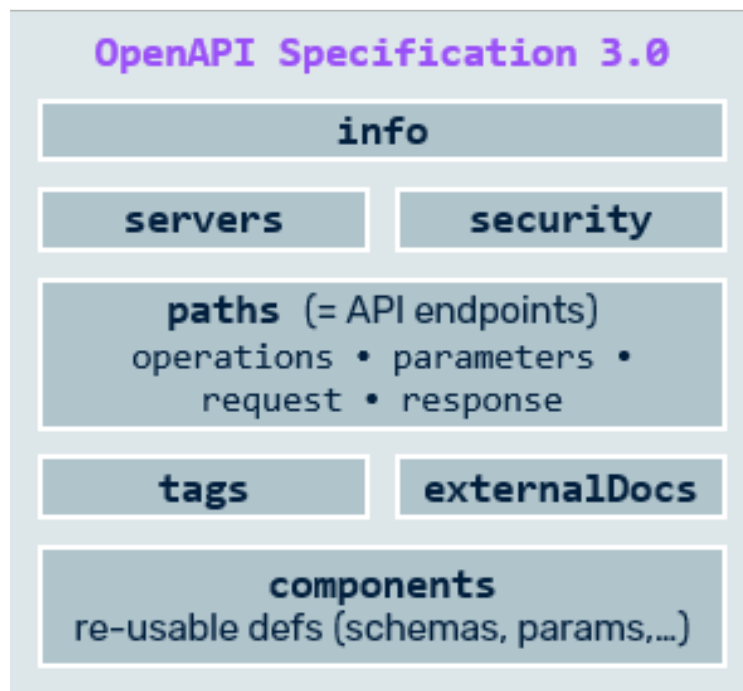 OpenAPI Specification 3.0
info
servers
security
paths (= API endpoints)
operations • parameters •
request • response
tags
externalDocs
components
re-usable defs (schemas, params,…)